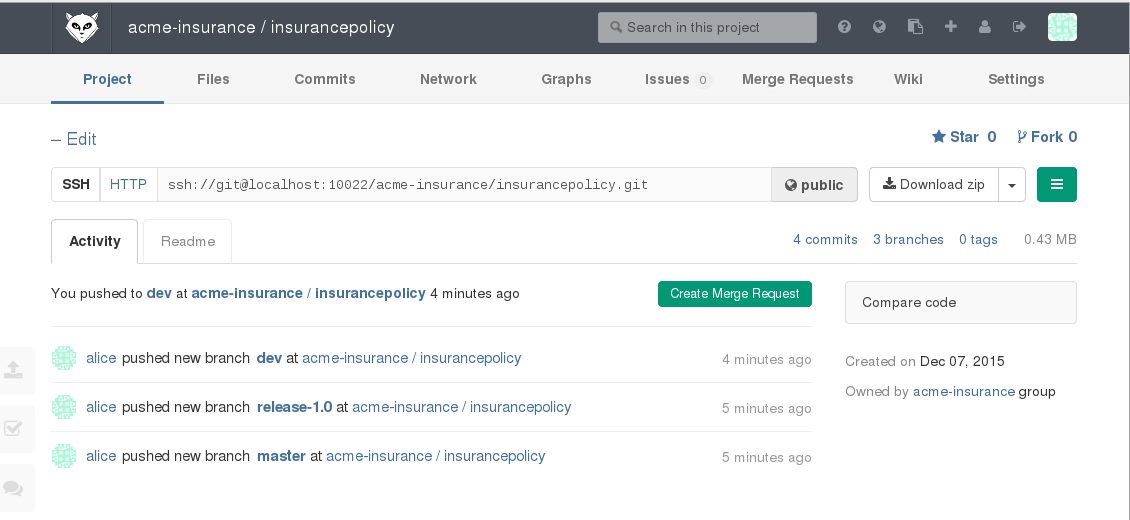 acme-insurance / insurancepolicy
Search in this project
Project Files Commits Network Graphs Issues 0 Merge Requests Wiki Settings
– Edit
Star 0 Fork 0
SSH HTTP ssh://git@localhost:10022/acme-insurance/insurancepolicy.git public Download zip
Activity Readme 4 commits 3 branches 0 tags 0.43 MB
You pushed to dev at acme-insurance / insurancepolicy 4 minutes ago Create Merge Request
Compare code
alice pushed new branch dev at acme-insurance / insurancepolicy 4 minutes ago
Created on Dec 07, 2015
Owned by acme-insurance group
alice pushed new branch release-1.0 at acme-insurance / insurancepolicy 5 minutes ago
alice pushed new branch master at acme-insurance / insurancepolicy 5 minutes ago